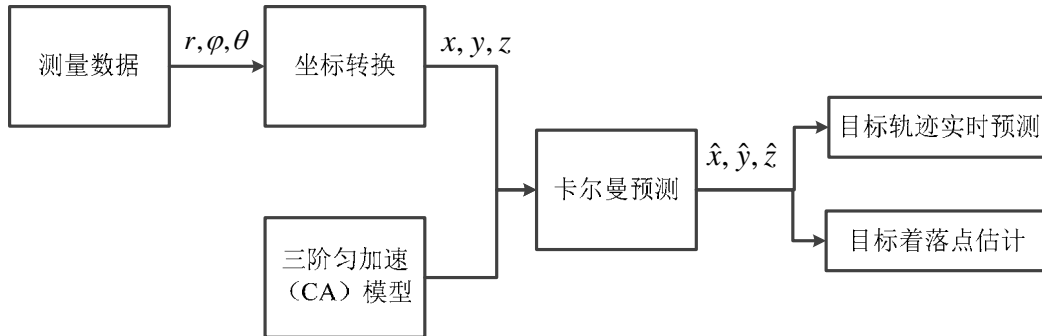 测量数据
r,φ,θ
坐标转换
x, y, z
三阶匀加速
（CA）模型
卡尔曼预测
x̂, ŷ, ẑ
目标轨迹实时预测
目标着落点估计